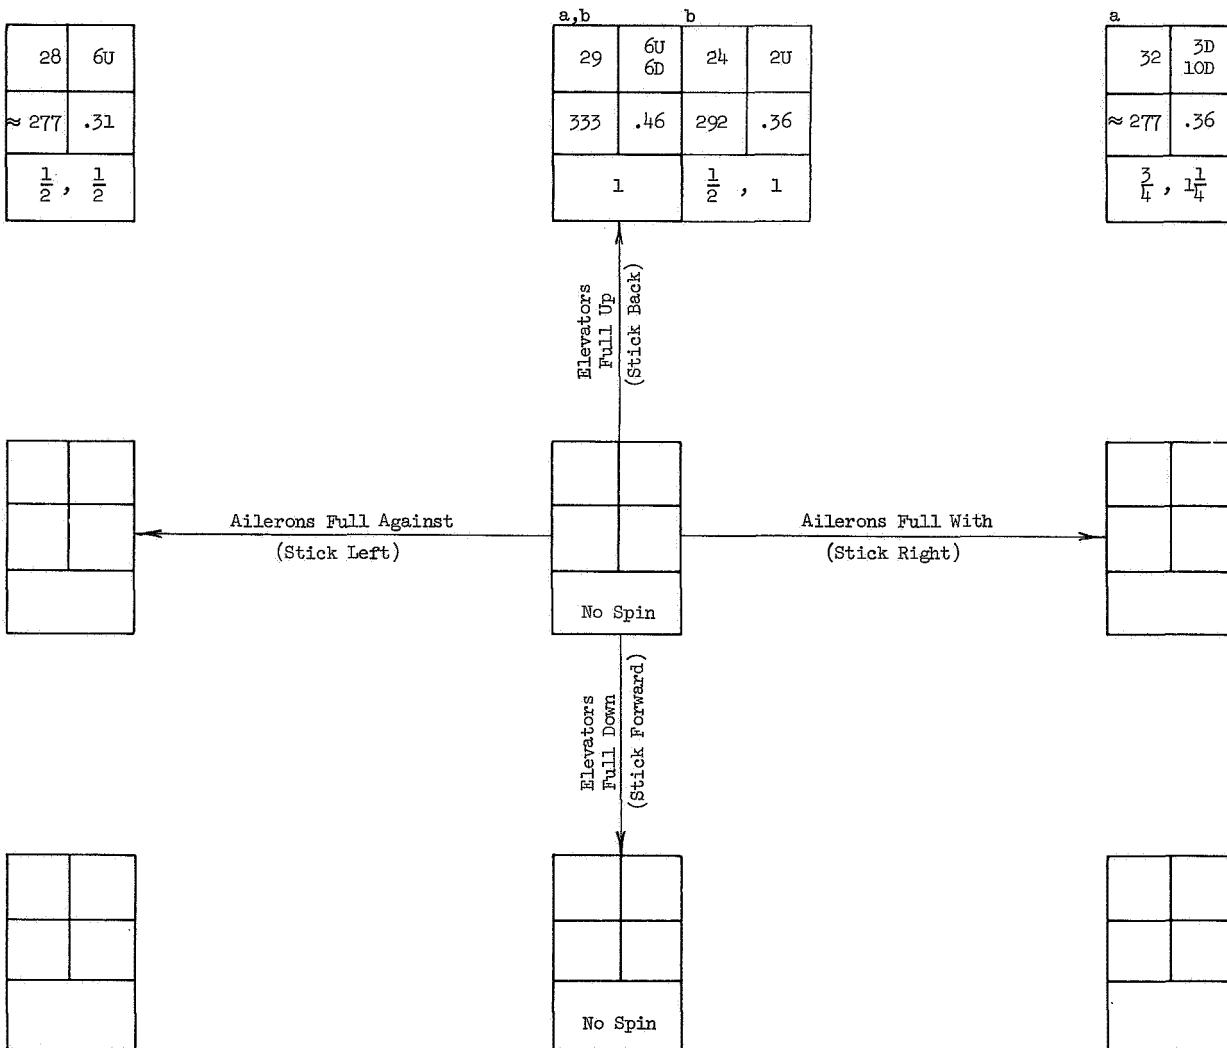 a,b b a
28 6U 29 6U 6D 24 2U 32 3D 10D
≈ 277 .31 333 .46 292 .36 ≈ 277 .36
1/2 , 1/2 1 1/2 , 1 3/4 , 1 1/4
Elevators
Full Up
(Stick Back)
Ailerons Full Against
(Stick Left)
Ailerons Full With
(Stick Right)
No Spin
Elevators
Full Down
(Stick Forward)
No Spin